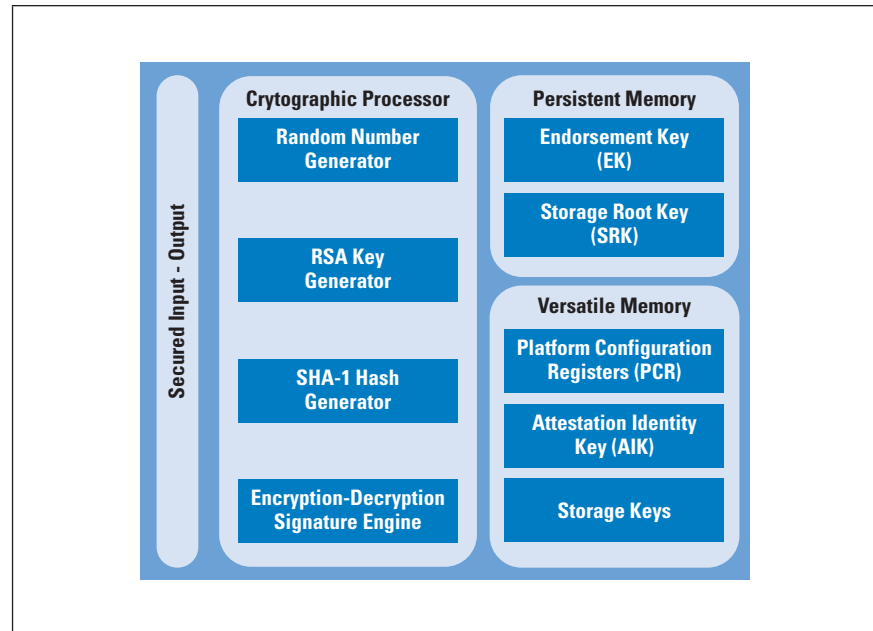 Secured Input - Output
Crytographic Processor
Random Number
Generator
RSA Key
Generator
SHA-1 Hash
Generator
Encryption-Decryption
Signature Engine
Persistent Memory
Endorsement Key
(EK)
Storage Root Key
(SRK)
Versatile Memory
Platform Configuration
Registers (PCR)
Attestation Identity
Key (AIK)
Storage Keys